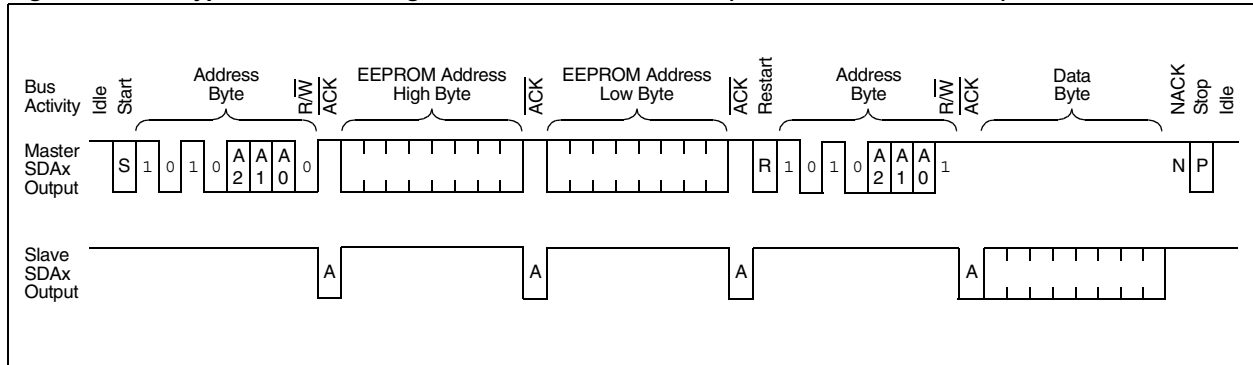 Bus
Activity
Idle
Start
Address
Byte
R/W
ACK
EEPROM Address
High Byte
ACK
EEPROM Address
Low Byte
ACK
Restart
Address
Byte
R/W
ACK
Data
Byte
NACK
Stop
Idle
Master
SDAx
Output
S 1 0 1 0 A2 A1 A0 0
R 1 0 1 0 A2 A1 A0 1
N P
Slave
SDAx
Output
A A A A